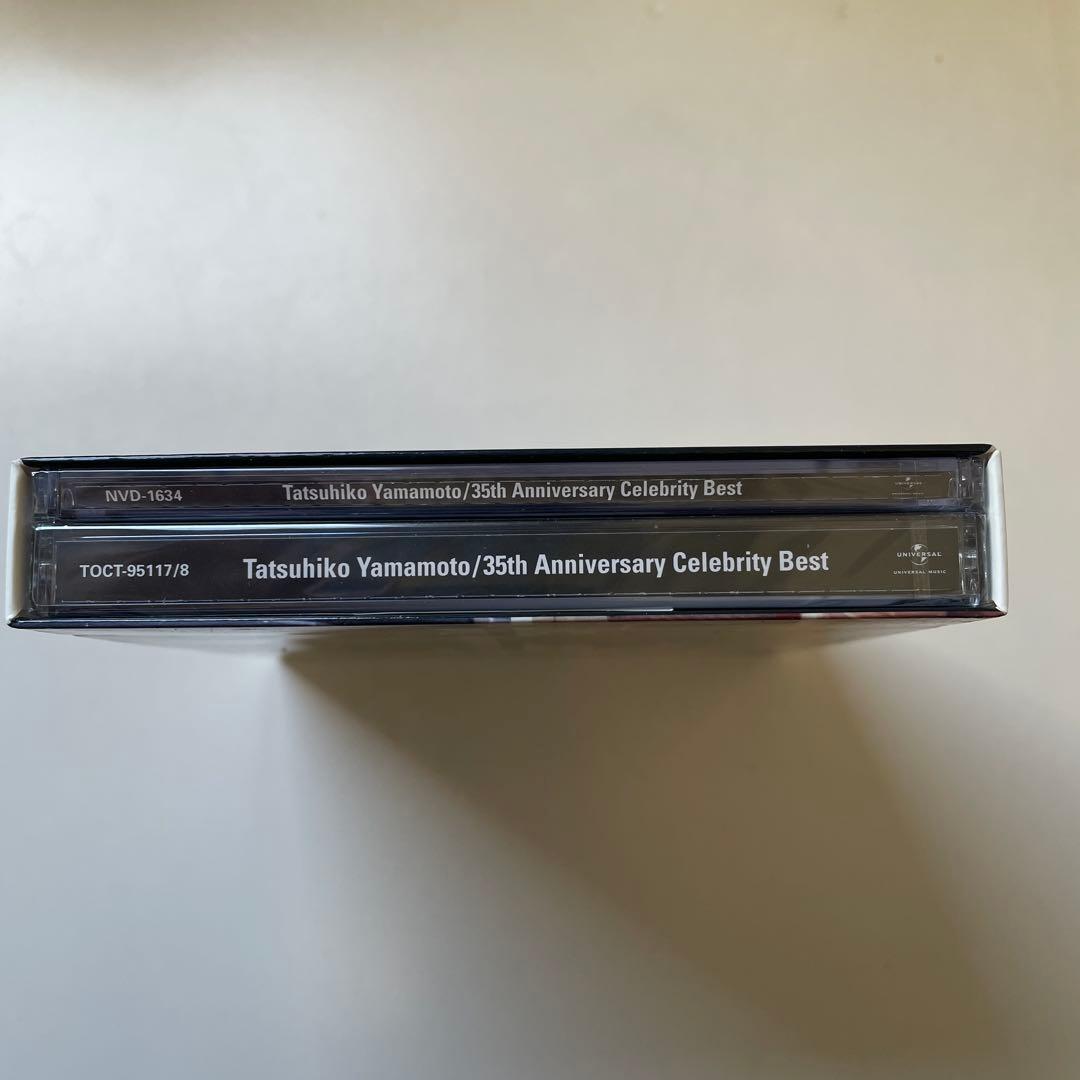 NVD-1634 Tatsuhiko Yamamoto/35th Anniversary Celebrity Best
TOCT-95117/8 Tatsuhiko Yamamoto/35th Anniversary Celebrity Best UNIVERSAL
UNIVERSAL MUSIC